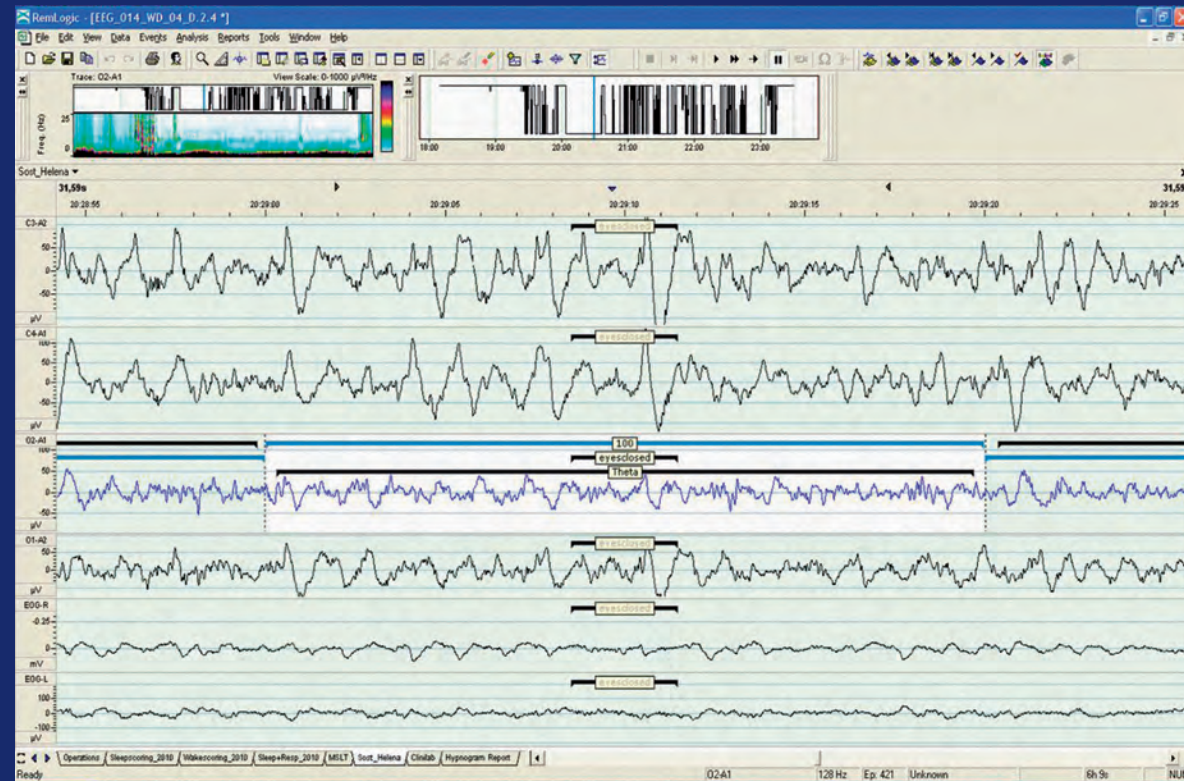 RemLogic - [EEG_014_WD_04_D.2.4 *]
File Edit View Data Events Analysis Reports Tools Window Help
Trace: O2-A1 View Scale: 0-1000 µV²/Hz
Freq. (Hz)
25
0
18:00 19:00 20:00 21:00 22:00 23:00
Sost_Helena
31,59s 31,59
20:28:55 20:29:00 20:29:05 20:29:10 20:29:15 20:29:20 20:29:25
C3-A2
eyesclosed
50
0
-50
µV
C4-A1
eyesclosed
100
50
0
-50
µV
O2-A1
100
100
eyesclosed
50
Theta
0
-50
µV
O1-A2
eyesclosed
50
0
µV
EOG-R
eyesclosed
-0.25
0
mV
EOG-L
eyesclosed
100
0
-100
µV
Operations Sleepscoring_2010 Wakescoring_2010 Sleep+Resp_2010 MSLT Sost_Helena Clinilab Hypnogram Report
Ready O2-A1 128 Hz Ep: 421 Unknown 6h 9s NU